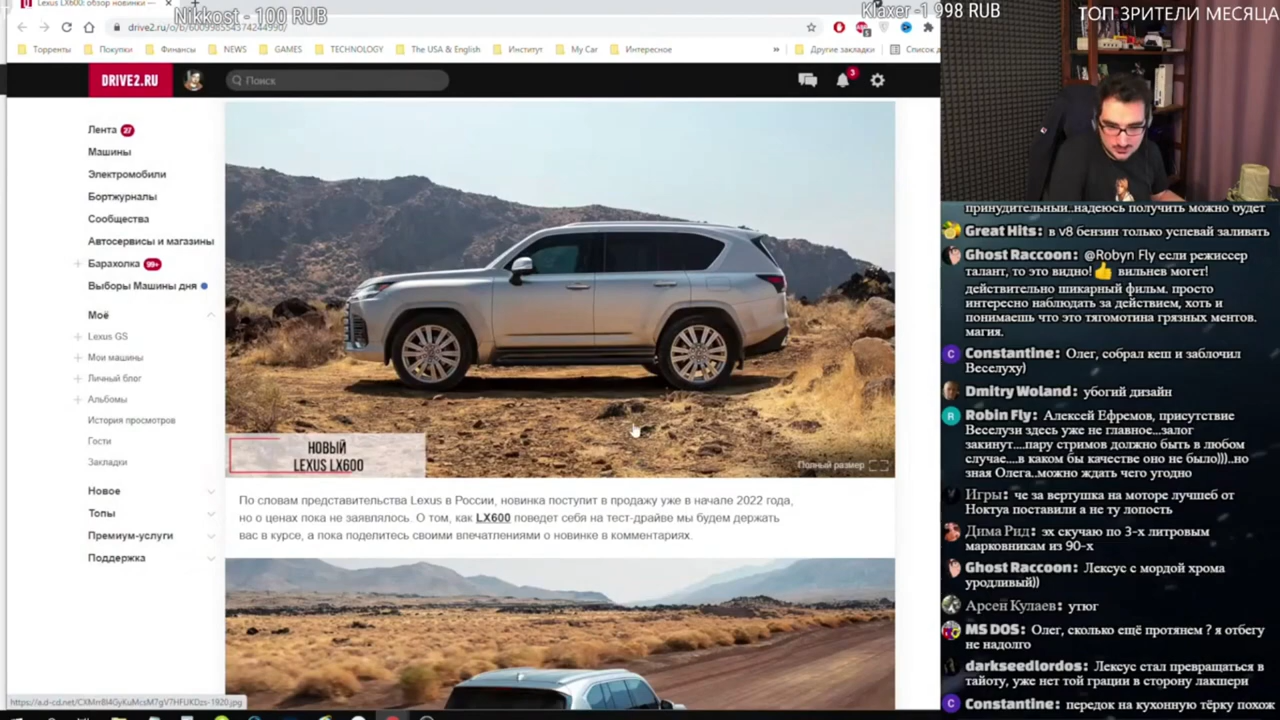 Lexus LX600: обзор новинки
Nikkost - 100 RUB
Klaxer -1 998 RUB
ТОП ЗРИТЕЛИ МЕСЯЦА
Торренты
Покупки
Финансы
NEWS
GAMES
TECHNOLOGY
The USA & English
Институт
My Car
Интересное
»
Другие закладки
Список д
DRIVE2.RU
Поиск
3
Лента 27
Машины
Электромобили
Бортжурналы
Сообщества
Автосервисы и магазины
Барахолка 99+
Выборы Машины дня
Моё
Lexus GS
Мои машины
Личный блог
Альбомы
История просмотров
Гости
Закладки
Новое
Топы
Премиум-услуги
Поддержка
НОВЫЙ
LEXUS LX600
Полный размер
По словам представительства Lexus в России, новинка поступит в продажу уже в начале 2022 года,
но о ценах пока не заявлялось. О том, как LX600 поведет себя на тест-драйве мы будем держать
вас в курсе, а пока поделитесь своими впечатлениями о новинке в комментариях.
принудительный..надеюсь получить можно будет
Great Hits: в v8 бензин только успевай заливать
Ghost Raccoon: @Robyn Fly если режиссер
талант, то это видно!👍 вильнев могет!
действительно шикарный фильм. просто
интересно наблюдать за действием, хоть и
понимаешь что это тягомотина грязных ментов.
магия.
Constantine: Олег, собрал кеш и заблочил
Веселуху)
Dmitry Woland: убогий дизайн
Robin Fly: Алексей Ефремов, присутствие
Веселузи здесь уже не главное...залог
закинут....пару стримов должно быть в любом
случае....в каком бы качестве оно не было)))..но
зная Олега..можно ждать чего угодно
Игры: че за вертушка на моторе лучшеб от
Ноктуа поставили а не ту лопость
Дима Рид: эх скучаю по 3-х литровым
марковникам из 90-х
Ghost Raccoon: Лексус с мордой хрома
уродливый))
Арсен Кулаев: утюг
MS DOS: Олег, сколько ещё протянем ? я отбегу
не надолго
darkseedlordos: Лексус стал превращаться в
тайоту, уже нет той грации в сторону лакшери
Constantine: передок на кухонную тёрку похож